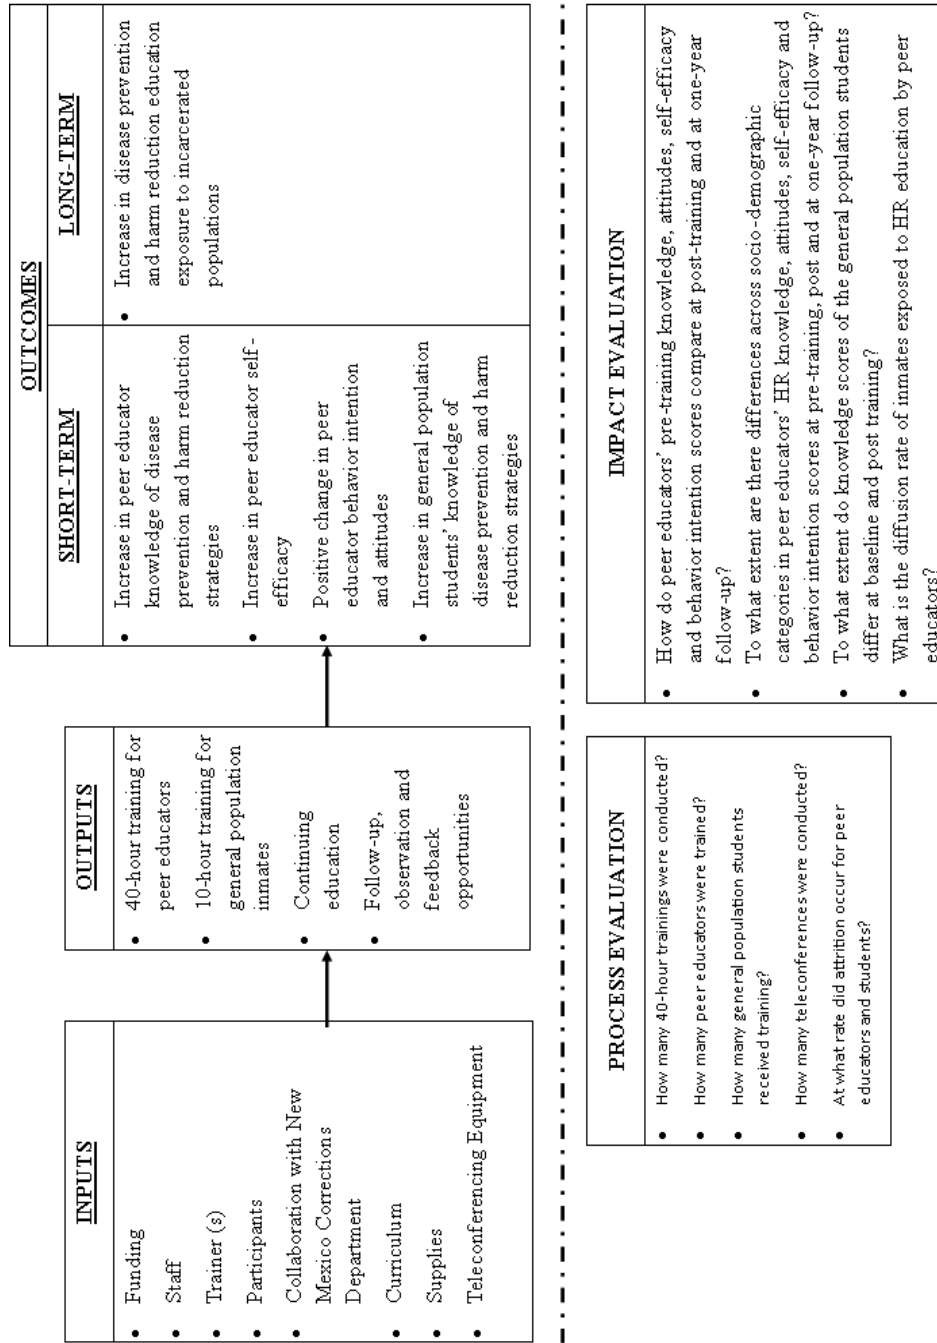 INPUTS
Funding
Staff
Trainer (s)
Participants
Collaboration with New
Mexico Corrections
Department
Curriculum
Supplies
Teleconferencing Equipment
OUTPUTS
40-hour training for
peer educators
10-hour training for
general population
inmates
Continuing
education
Follow-up,
observation and
feedback
opportunities
OUTCOMES
SHORT-TERM
Increase in peer educator
knowledge of disease
prevention and harm reduction
strategies
Increase in peer educator self-
efficacy
Positive change in peer
educator behavior intention
and attitudes
Increase in general population
students' knowledge of
disease prevention and harm
reduction strategies
LONG-TERM
Increase in disease prevention
and harm reduction education
exposure to incarcerated
populations
PROCESS EVALUATION
How many 40-hour trainings were conducted?
How many peer educators were trained?
How many general population students
received training?
How many teleconferences were conducted?
At what rate did attrition occur for peer
educators and students?
IMPACT EVALUATION
How do peer educators' pre-training knowledge, attitudes, self-efficacy
and behavior intention scores compare at post-training and at one-year
follow-up?
To what extent are there differences across socio-demographic
categories in peer educators' HR knowledge, attitudes, self-efficacy and
behavior intention scores at pre-training, post and at one-year follow-up?
To what extent do knowledge scores of the general population students
differ at baseline and post training?
What is the diffusion rate of inmates exposed to HR education by peer
educators?